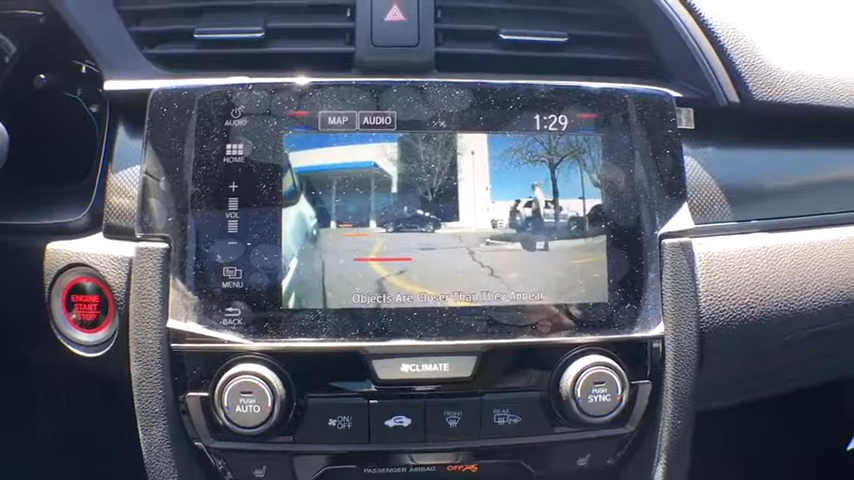 AUDIO
MAP AUDIO 1:29
HOME
+
VOL
-
MENU
BACK
Objects Are Closer Than They Appear
ENGINE
START
STOP
CLIMATE
PUSH
AUTO
ON/
OFF
FRONT
REAR
PUSH
SYNC
PASSENGER AIRBAG OFF